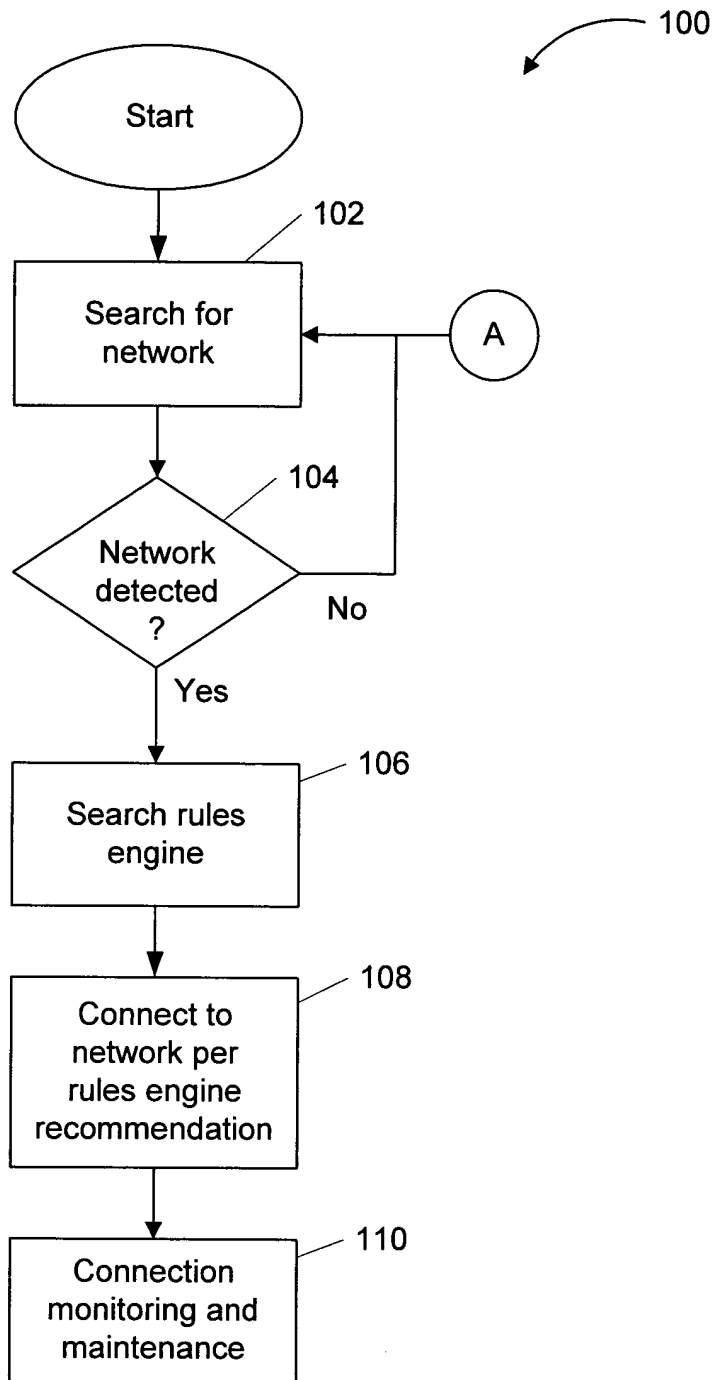 100
Start
102
Search for
network
A
104
Network
detected
?
No
Yes
106
Search rules
engine
108
Connect to
network per
rules engine
recommendation
110
Connection
monitoring and
maintenance